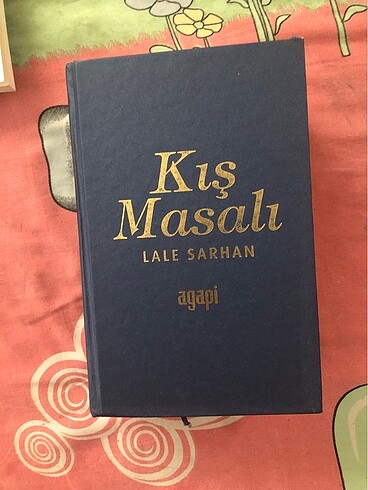 Kış
Masalı
LALE SARHAN
agapi